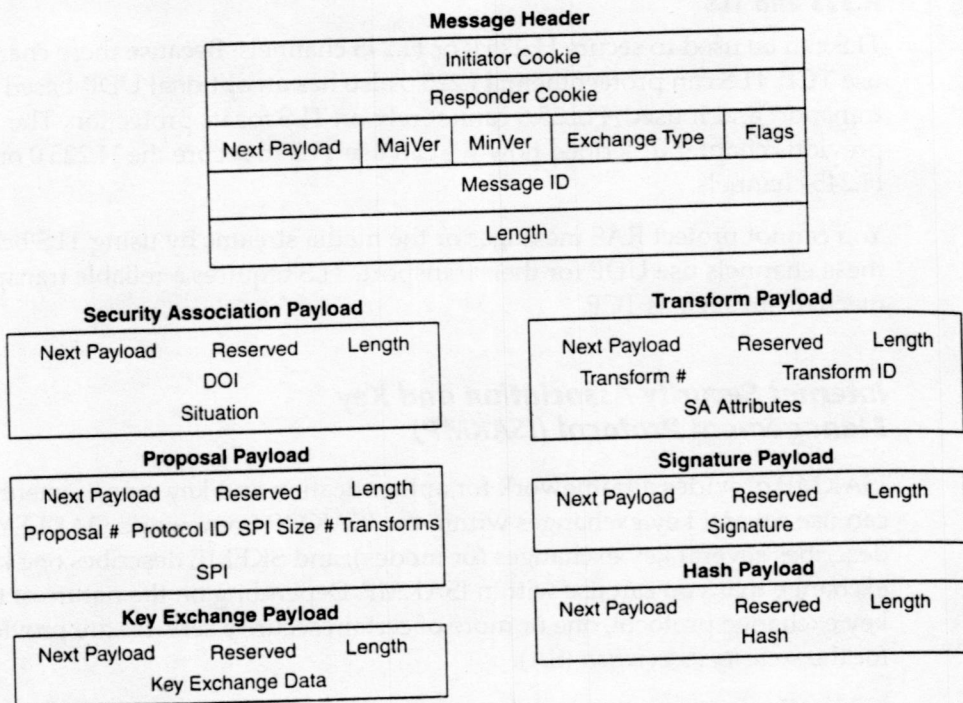 Message Header
Initiator Cookie
Responder Cookie
Next Payload MajVer MinVer Exchange Type Flags
Message ID
Length
Security Association Payload
Next Payload Reserved Length
DOI
Situation
Proposal Payload
Next Payload Reserved Length
Proposal # Protocol ID SPI Size # Transforms
SPI
Key Exchange Payload
Next Payload Reserved Length
Key Exchange Data
Transform Payload
Next Payload Reserved Length
Transform # Transform ID
SA Attributes
Signature Payload
Next Payload Reserved Length
Signature
Hash Payload
Next Payload Reserved Length
Hash